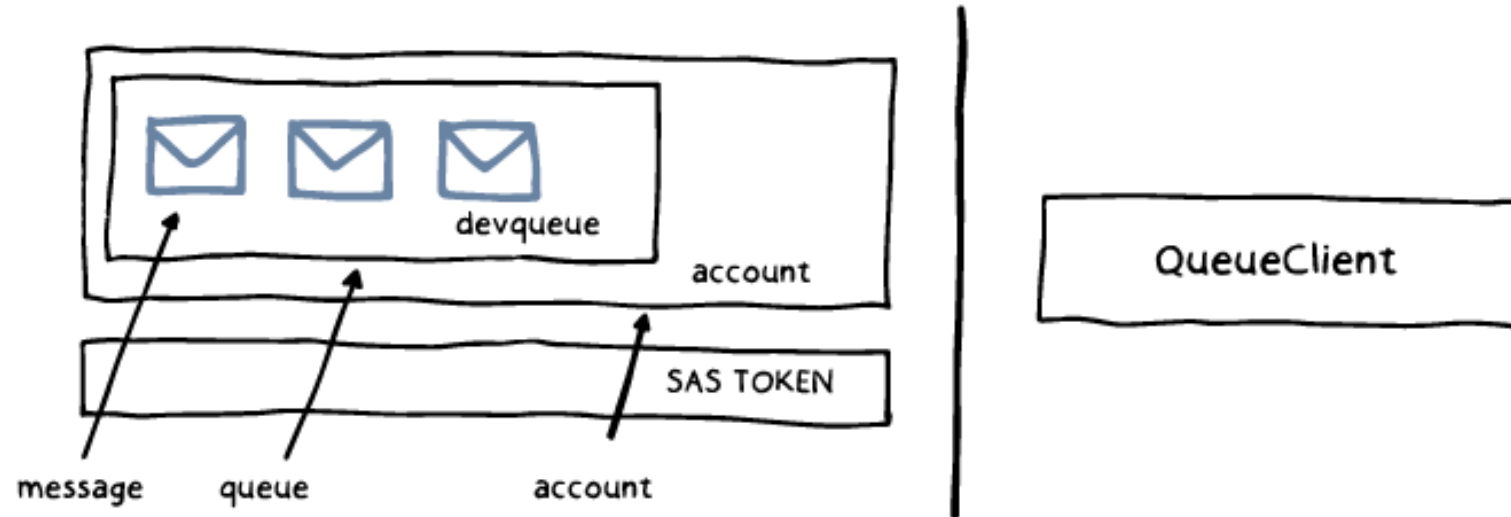 devqueue
account
SAS TOKEN
message
queue
account
QueueClient